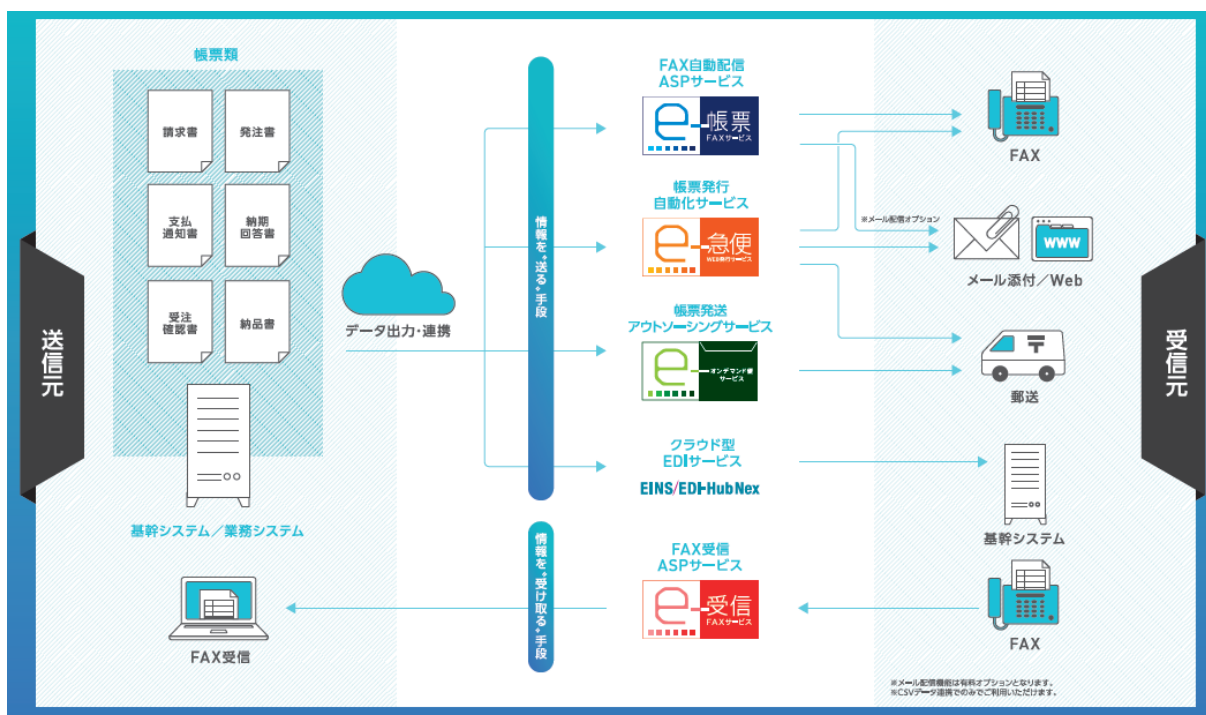 帳票類
請求書
発注書
支払
通知書
納期
回答書
受注
確認書
納品書
基幹システム／業務システム
FAX受信
送信元
データ出力・連携
情報を"送る"手段
情報を"受け取る"手段
FAX自動配信
ASPサービス
e-帳票
FAXサービス
帳票発行
自動化サービス
e-急便
WEB発行サービス
帳票発送
アウトソーシングサービス
e-オンデマンド便
サービス
クラウド型
EDIサービス
EINS/EDI-Hub Nex
FAX受信
ASPサービス
e-受信
FAXサービス
※メール配信オプション
FAX
WWW
メール添付／Web
〒
郵送
基幹システム
FAX
受信元
※メール配信機能は有料オプションとなります。
※CSVデータ連携でのみでご利用いただけます。